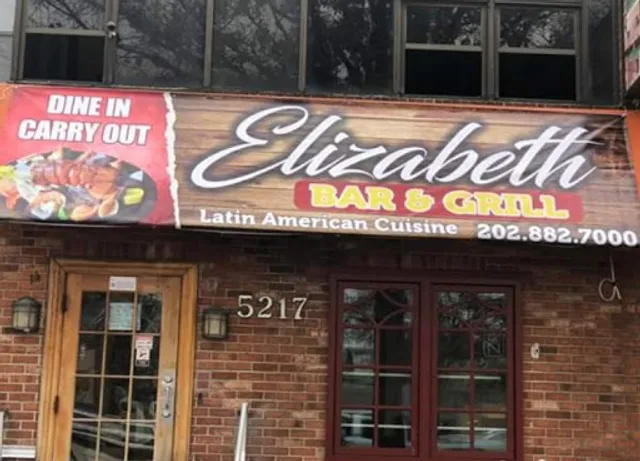 DINE IN
CARRY OUT
Elizabeth
BAR & GRILL
Latin American Cuisine 202.882.7000
5217